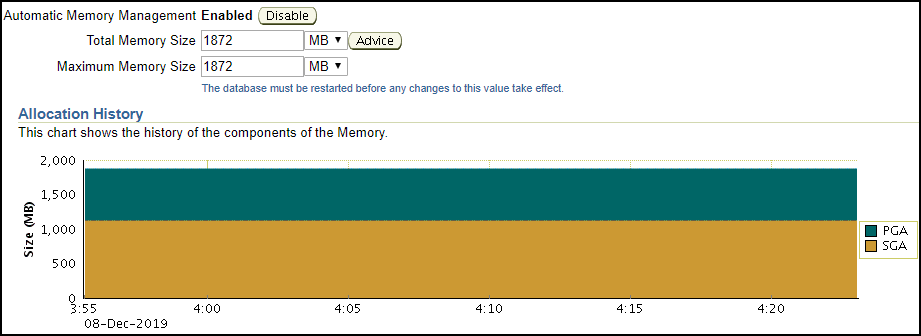 Automatic Memory Management Enabled Disable
Total Memory Size 1872 MB Advice
Maximum Memory Size 1872 MB
The database must be restarted before any changes to this value take effect.
Allocation History
This chart shows the history of the components of the Memory.
2,000
1,500
1,000
500
0
Size (MB)
PGA
SGA
3:55 4:00 4:05 4:10 4:15 4:20
08-Dec-2019